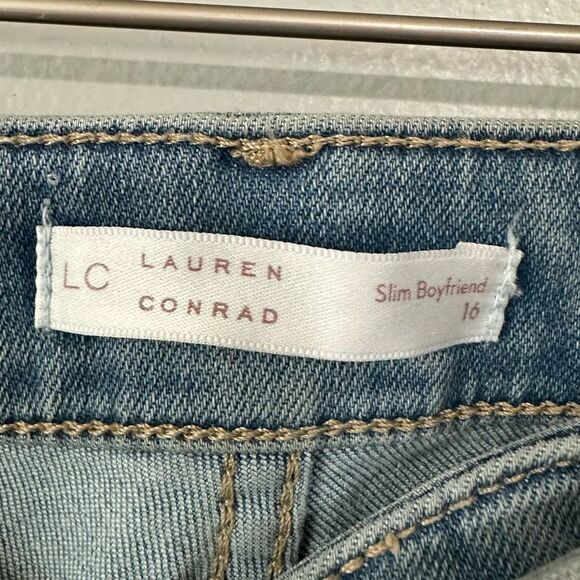 LC LAUREN CONRAD
Slim Boyfriend
16